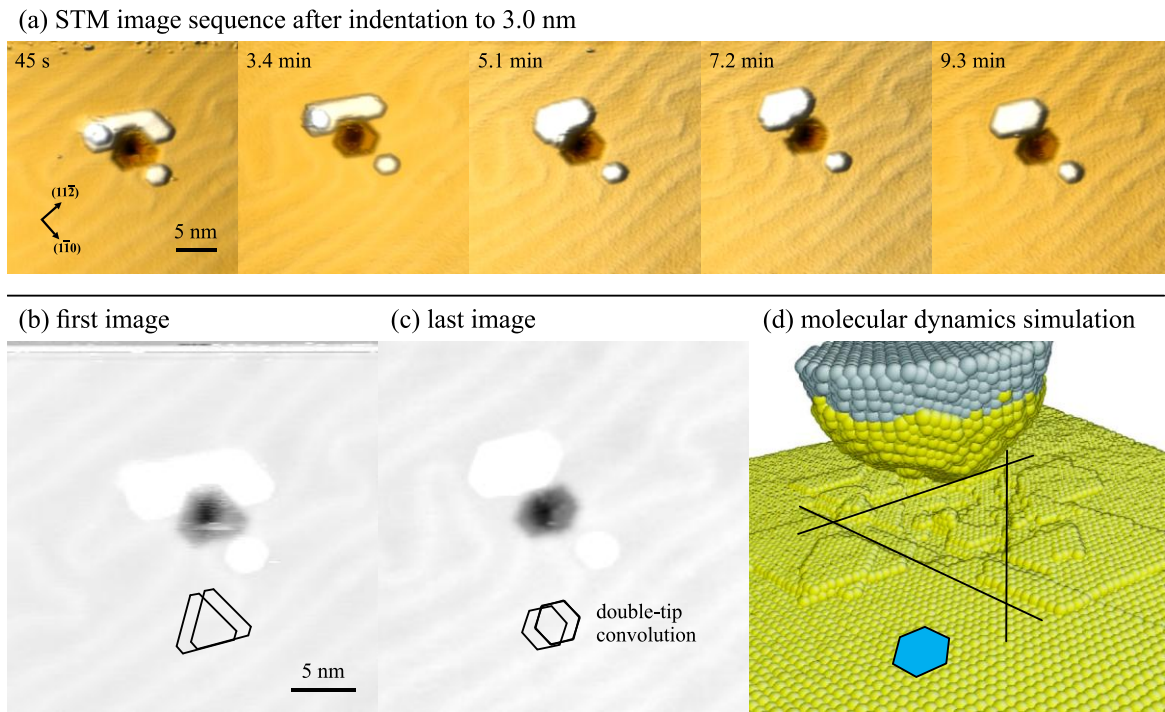 (a) STM image sequence after indentation to 3.0 nm
45 s
3.4 min
5.1 min
7.2 min
9.3 min
(112̅)
(11̅0)
5 nm
(b) first image
(c) last image
(d) molecular dynamics simulation
double-tip
convolution
5 nm